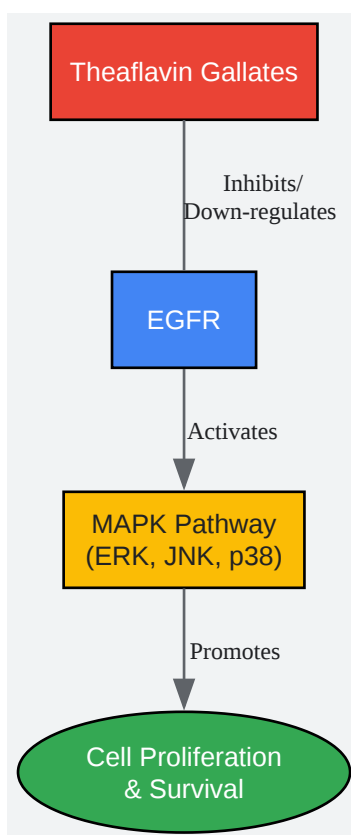 Theaflavin Gallates
Inhibits/
Down-regulates
EGFR
Activates
MAPK Pathway
(ERK, JNK, p38)
Promotes
Cell Proliferation
& Survival